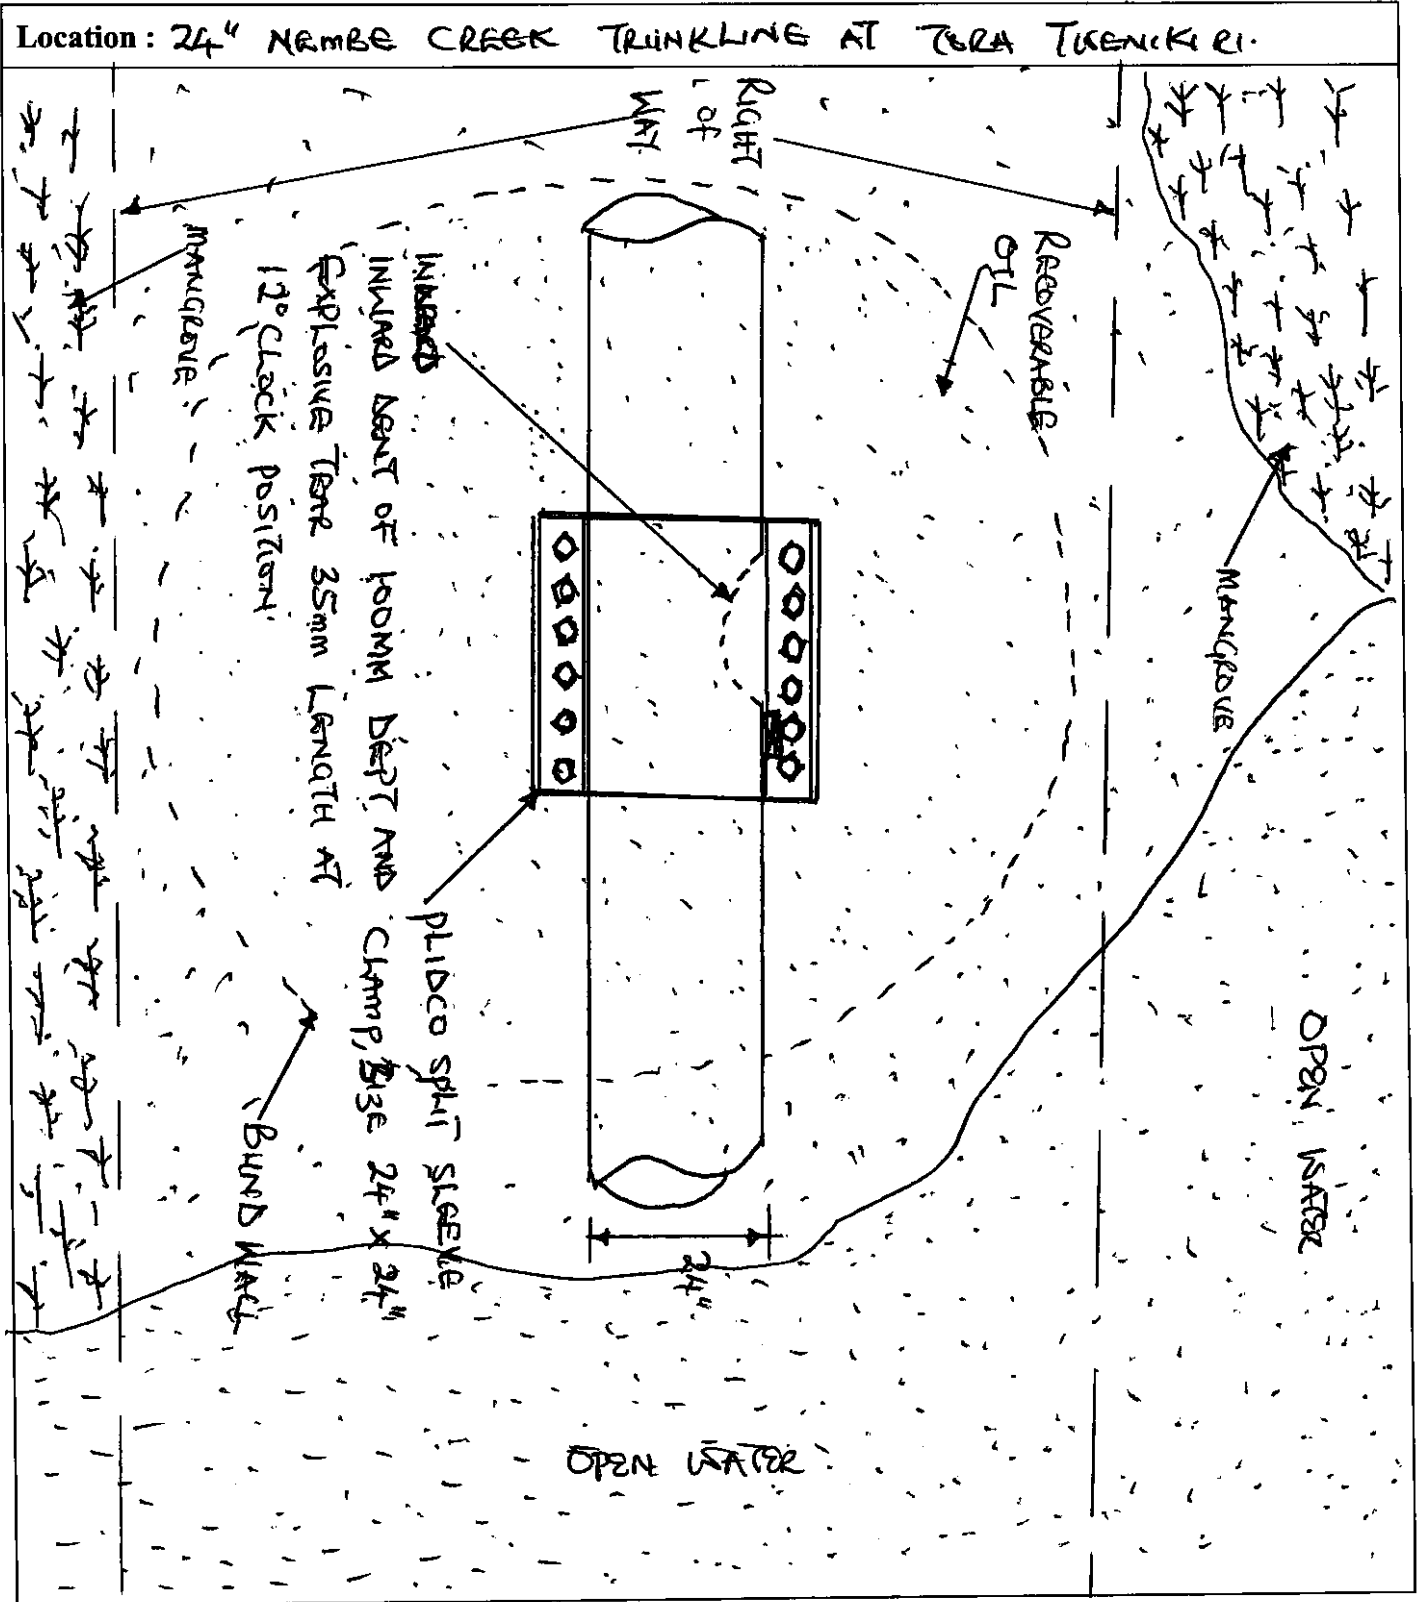 Location : 24" NEMBE CREEK TRUNKLINE AT
RIGHT
OF
WAY.
RECOVERABLE
OIL
MANGROVE
MANGROVE
INWARD DENT OF 100MM DEPT AND
EXPLOSIVE TEAR 35mm LENGTH AT
12°CLOCK POSITION
PLIDCO SPLIT SLEEVE
CLAMP, SIZE 24" X 24"
BUND WALL
24"
OPEN WATER
OPEN WATER